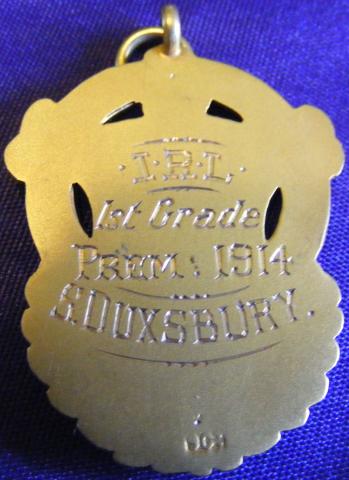 ·I.R.L·
1st Grade
PREM: 1914
S.DUXSBURY.